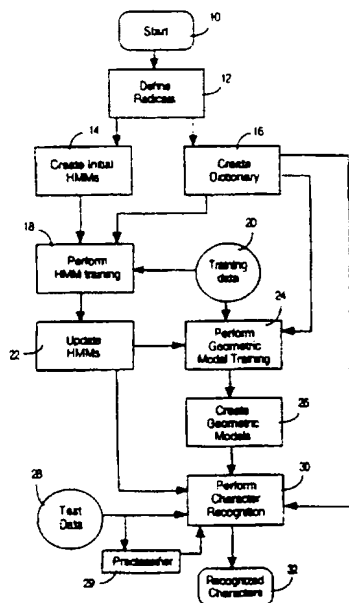 10
Start
12
Define
Radicals
14
16
Create Initial
HMMs
Create
Dictionary
18
20
Perform
HMM training
Training
data
24
22
Update
HMMs
Perform
Geometric
Model Training
26
Create
Geometric
Models
28
30
Test
Data
Perform
Character
Recognition
29
Preclassifier
32
Recognized
Characters